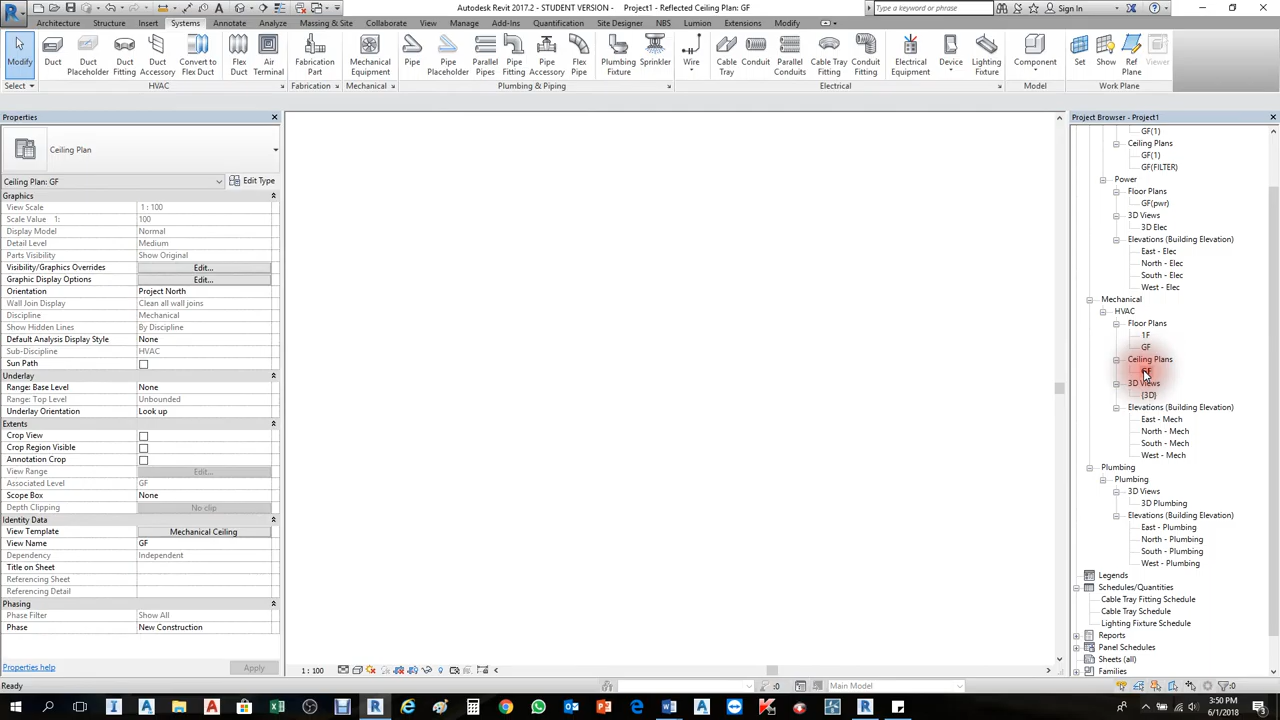 Autodesk Revit 2017.2 - STUDENT VERSION - Project1 - Reflected Ceiling Plan: GF
Type a keyword or phrase
Sign In
Architecture Structure Insert Systems Annotate Analyze Massing & Site Collaborate View Manage Add-Ins Quantification Site Designer NBS Lumion Extensions Modify
Modify Duct Duct Placeholder Duct Fitting Duct Accessory Convert to Flex Duct Flex Duct Air Terminal Fabrication Part Mechanical Equipment Pipe Pipe Placeholder Parallel Pipes Pipe Fitting Pipe Accessory Flex Pipe Plumbing Fixture Sprinkler Wire Cable Tray Conduit Parallel Conduits Cable Tray Fitting Conduit Fitting Electrical Equipment Device Lighting Fixture Component Set Show Ref Plane Viewer
Select HVAC Fabrication Mechanical Plumbing & Piping Electrical Model Work Plane
Properties
Ceiling Plan
Ceiling Plan: GF Edit Type
Graphics
View Scale 1 : 100
Scale Value 1: 100
Display Model Normal
Detail Level Medium
Parts Visibility Show Original
Visibility/Graphics Overrides Edit...
Graphic Display Options Edit...
Orientation Project North
Wall Join Display Clean all wall joins
Discipline Mechanical
Show Hidden Lines By Discipline
Default Analysis Display Style None
Sub-Discipline HVAC
Sun Path
Underlay
Range: Base Level None
Range: Top Level Unbounded
Underlay Orientation Look up
Extents
Crop View
Crop Region Visible
Annotation Crop
View Range Edit...
Associated Level GF
Scope Box None
Depth Clipping No clip
Identity Data
View Template Mechanical Ceiling
View Name GF
Dependency Independent
Title on Sheet
Referencing Sheet
Referencing Detail
Phasing
Phase Filter Show All
Phase New Construction
Properties help Apply
1 : 100
Project Browser - Project1
GF(1)
Ceiling Plans
GF(1)
GF(FILTER)
Power
Floor Plans
GF(pwr)
3D Views
3D Elec
Elevations (Building Elevation)
East - Elec
North - Elec
South - Elec
West - Elec
Mechanical
HVAC
Floor Plans
1F
GF
Ceiling Plans
3D Views
{3D}
Elevations (Building Elevation)
East - Mech
North - Mech
South - Mech
West - Mech
Plumbing
Plumbing
3D Views
3D Plumbing
Elevations (Building Elevation)
East - Plumbing
North - Plumbing
South - Plumbing
West - Plumbing
Legends
Schedules/Quantities
Cable Tray Fitting Schedule
Cable Tray Schedule
Lighting Fixture Schedule
Reports
Panel Schedules
Sheets (all)
Families
Ready
:0
Main Model
:0
3:50 PM
6/1/2018